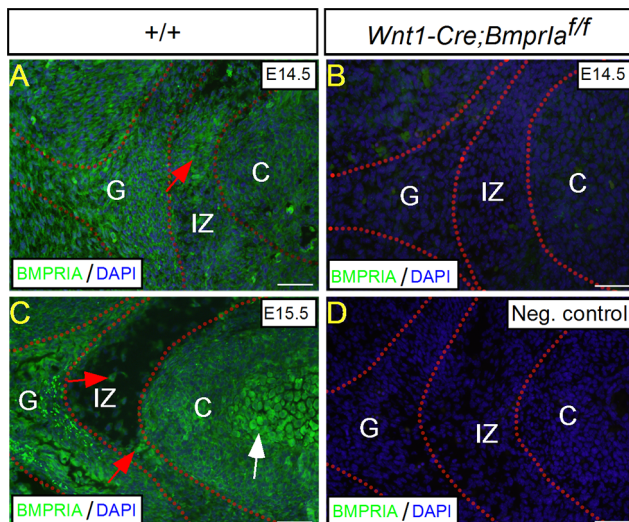 +/+
Wnt1-Cre;BmprIa^f/f
A
E14.5
G
IZ
C
BMPRIA/DAPI
B
E14.5
G
IZ
C
BMPRIA/DAPI
C
E15.5
G
IZ
C
BMPRIA/DAPI
D
Neg. control
G
IZ
C
BMPRIA/DAPI